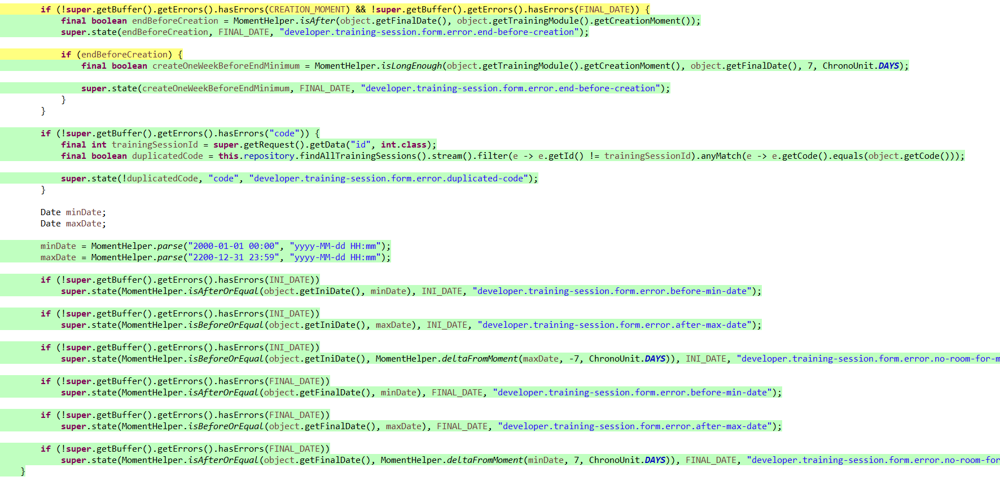 if (!super.getBuffer().getErrors().hasErrors(CREATION_MOMENT) && !super.getBuffer().getErrors().hasErrors(FINAL_DATE)) {
final boolean endBeforeCreation = MomentHelper.isAfter(object.getFinalDate(), object.getTrainingModule().getCreationMoment());
super.state(endBeforeCreation, FINAL_DATE, "developer.training-session.form.error.end-before-creation");
if (endBeforeCreation) {
final boolean createOneWeekBeforeEndMinimum = MomentHelper.isLongEnough(object.getTrainingModule().getCreationMoment(), object.getFinalDate(), 7, ChronoUnit.DAYS);
super.state(createOneWeekBeforeEndMinimum, FINAL_DATE, "developer.training-session.form.error.end-before-creation");
}
}
if (!super.getBuffer().getErrors().hasErrors("code")) {
final int trainingSessionId = super.getRequest().getData("id", int.class);
final boolean duplicatedCode = this.repository.findAllTrainingSessions().stream().filter(e -> e.getId() != trainingSessionId).anyMatch(e -> e.getCode().equals(object.getCode()));
super.state(!duplicatedCode, "code", "developer.training-session.form.error.duplicated-code");
}
Date minDate;
Date maxDate;
minDate = MomentHelper.parse("2000-01-01 00:00", "yyyy-MM-dd HH:mm");
maxDate = MomentHelper.parse("2200-12-31 23:59", "yyyy-MM-dd HH:mm");
if (!super.getBuffer().getErrors().hasErrors(INI_DATE))
super.state(MomentHelper.isAfterOrEqual(object.getIniDate(), minDate), INI_DATE, "developer.training-session.form.error.before-min-date");
if (!super.getBuffer().getErrors().hasErrors(INI_DATE))
super.state(MomentHelper.isBeforeOrEqual(object.getIniDate(), maxDate), INI_DATE, "developer.training-session.form.error.after-max-date");
if (!super.getBuffer().getErrors().hasErrors(INI_DATE))
super.state(MomentHelper.isBeforeOrEqual(object.getIniDate(), MomentHelper.deltaFromMoment(maxDate, -7, ChronoUnit.DAYS)), INI_DATE, "developer.training-session.form.error.no-room-for-m
if (!super.getBuffer().getErrors().hasErrors(FINAL_DATE))
super.state(MomentHelper.isAfterOrEqual(object.getFinalDate(), minDate), FINAL_DATE, "developer.training-session.form.error.before-min-date");
if (!super.getBuffer().getErrors().hasErrors(FINAL_DATE))
super.state(MomentHelper.isBeforeOrEqual(object.getFinalDate(), maxDate), FINAL_DATE, "developer.training-session.form.error.after-max-date");
if (!super.getBuffer().getErrors().hasErrors(FINAL_DATE))
super.state(MomentHelper.isAfterOrEqual(object.getFinalDate(), MomentHelper.deltaFromMoment(minDate, 7, ChronoUnit.DAYS)), FINAL_DATE, "developer.training-session.form.error.no-room-for
}